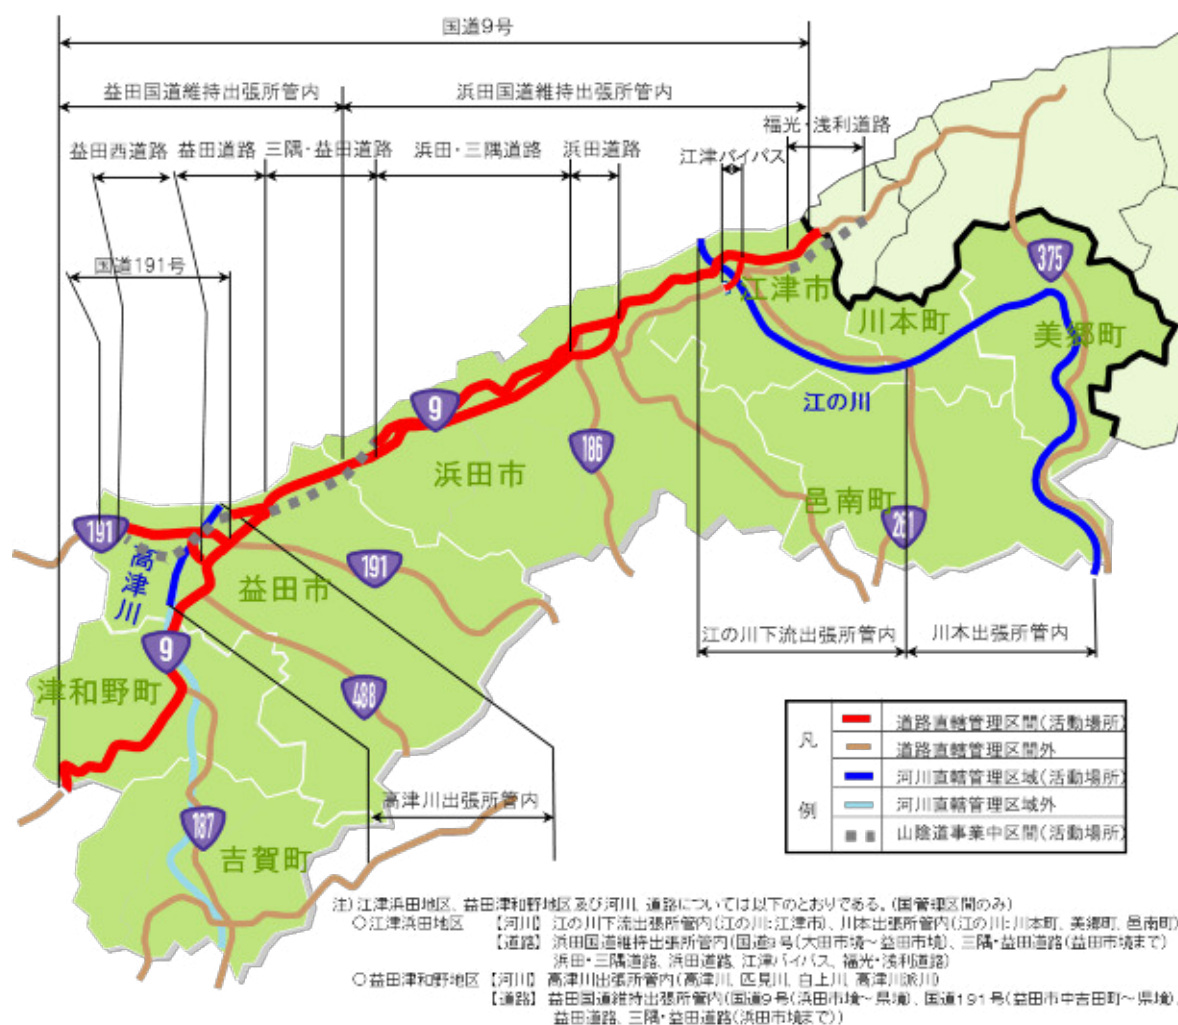 国道9号
益田国道維持出張所管内
浜田国道維持出張所管内
福光・浅利道路
益田西道路
益田道路
三隅・益田道路
浜田・三隅道路
浜田道路
江津バイパス
国道191号
375
江津市
川本町
美郷町
9
江の川
186
浜田市
邑南町
261
191
高津川
191
益田市
江の川下流出張所管内
川本出張所管内
9
津和野町
488
高津川出張所管内
187
吉賀町
凡例
道路直轄管理区間(活動場所)
道路直轄管理区間外
河川直轄管理区域(活動場所)
河川直轄管理区域外
山陰道事業中区間(活動場所)
注) 江津浜田地区、益田津和野地区及び河川、道路については以下のとおりである。(国管理区間のみ)
○江津浜田地区 【河川】 江の川下流出張所管内(江の川:江津市)、川本出張所管内(江の川:川本町、美郷町、邑南町)
【道路】 浜田国道維持出張所管内(国道9号(大田市境～益田市境)、三隅・益田道路(益田市境まで)
浜田・三隅道路、浜田道路、江津バイパス、福光・浅利道路)
○益田津和野地区 【河川】 高津川出張所管内(高津川、匹見川、白上川、高津川派川)
【道路】 益田国道維持出張所管内(国道9号(浜田市境～県境)、国道191号(益田市中吉田町～県境)、
益田道路、三隅・益田道路(浜田市境まで))